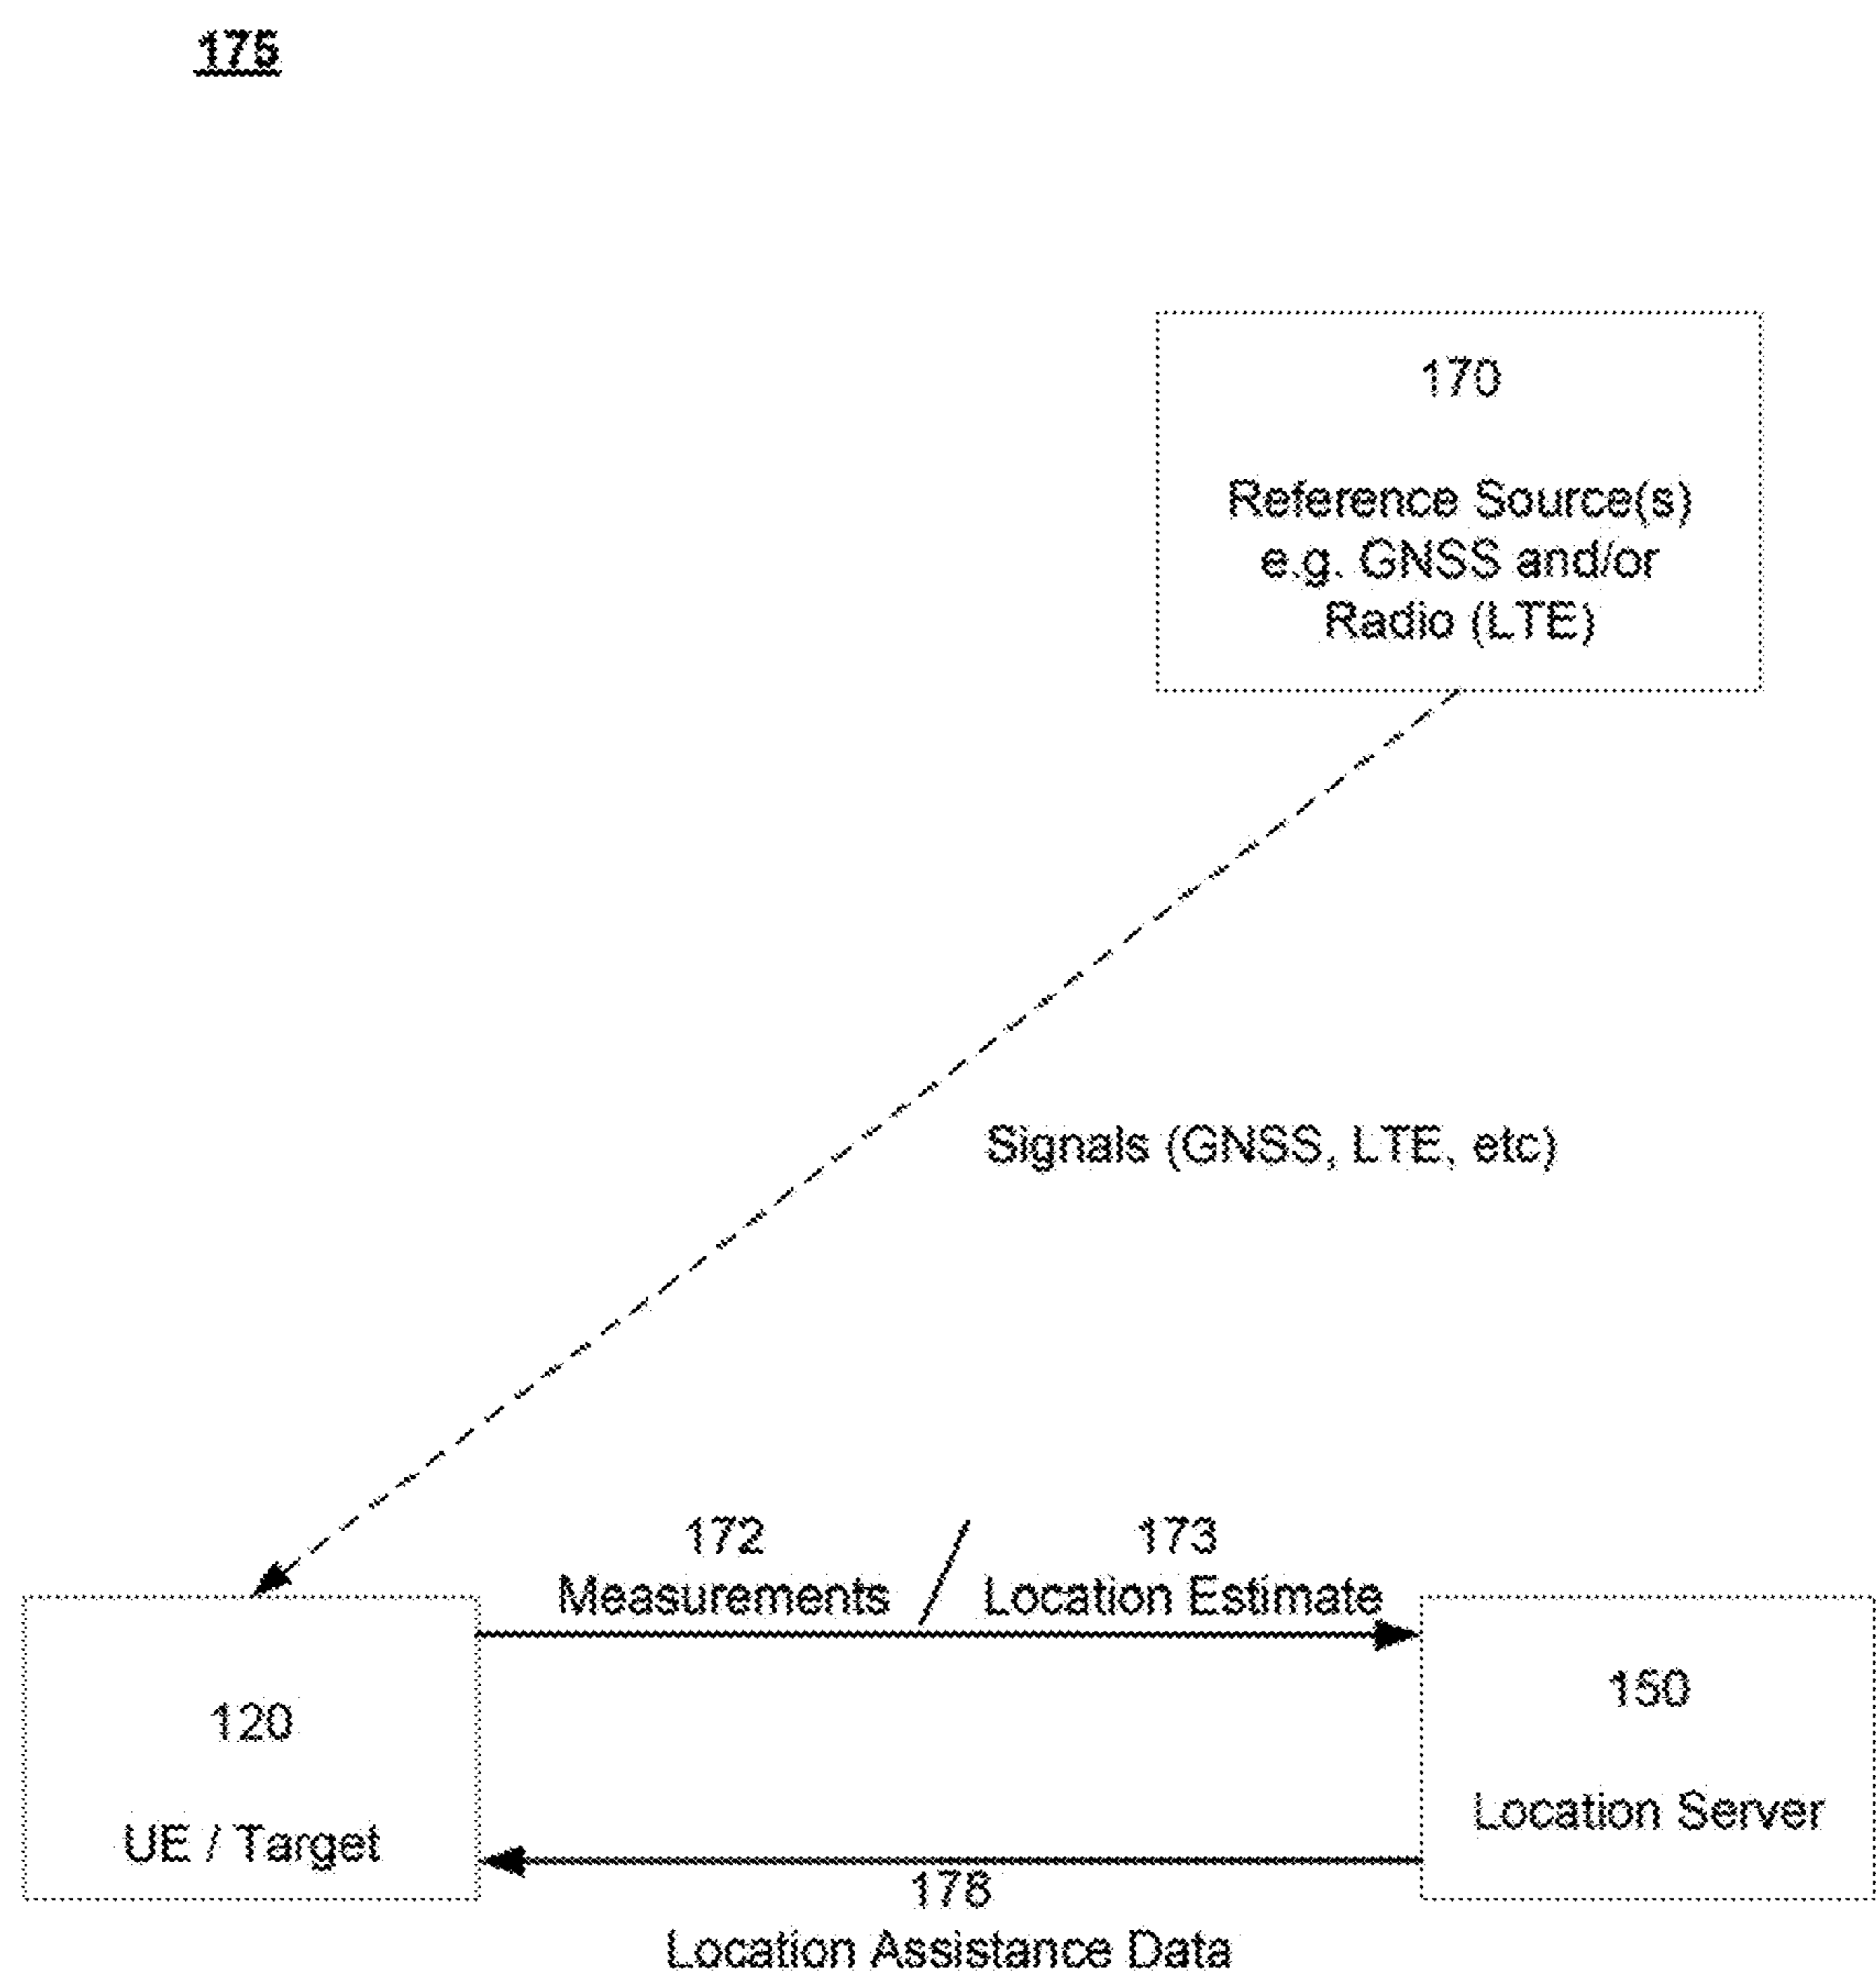 175
170
Reference Source(s)
e.g. GNSS and/or
Radio (LTE)
Signals (GNSS, LTE, etc)
172 / 173
Measurements Location Estimate
120
UE / Target
150
Location Server
178
Location Assistance Data